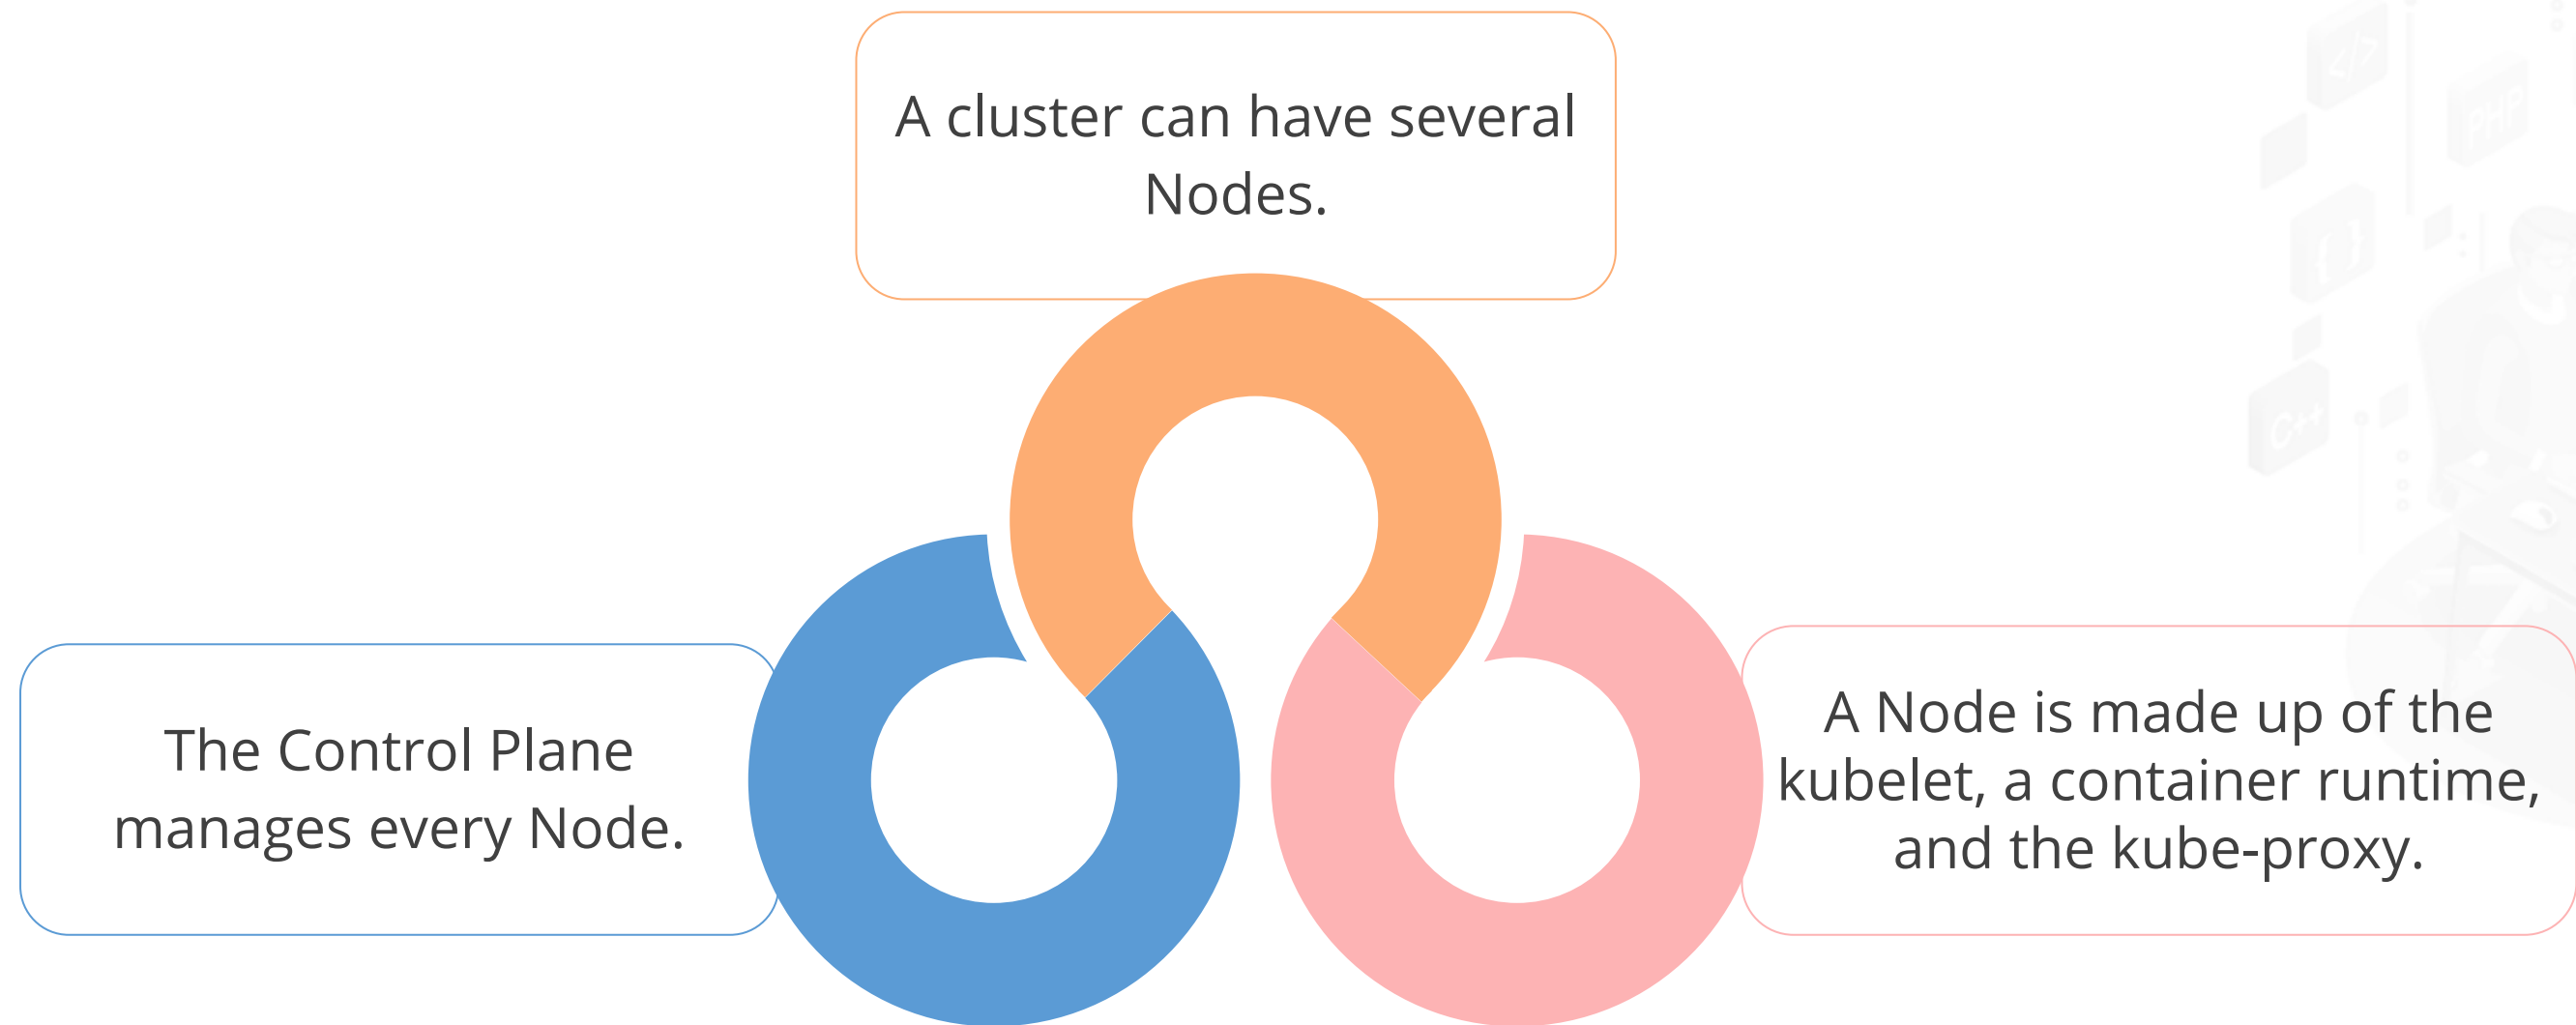 A cluster can have several
Nodes.
The Control Plane
manages every Node.
A Node is made up of the
kubelet, a container runtime,
and the kube-proxy.
</>
PHP
{ }
C++